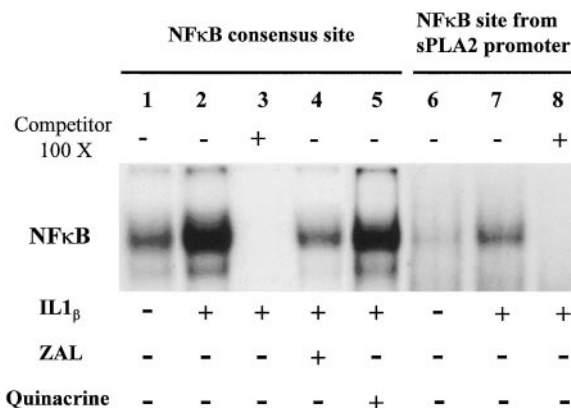 NFκB consensus site
NFκB site from
sPLA2 promoter
1 2 3 4 5 6 7 8
Competitor
100 X
- - + - - - - +
NFκB
IL1β - + + + + - + +
ZAL - - - + - - - -
Quinacrine - - - - + - - -